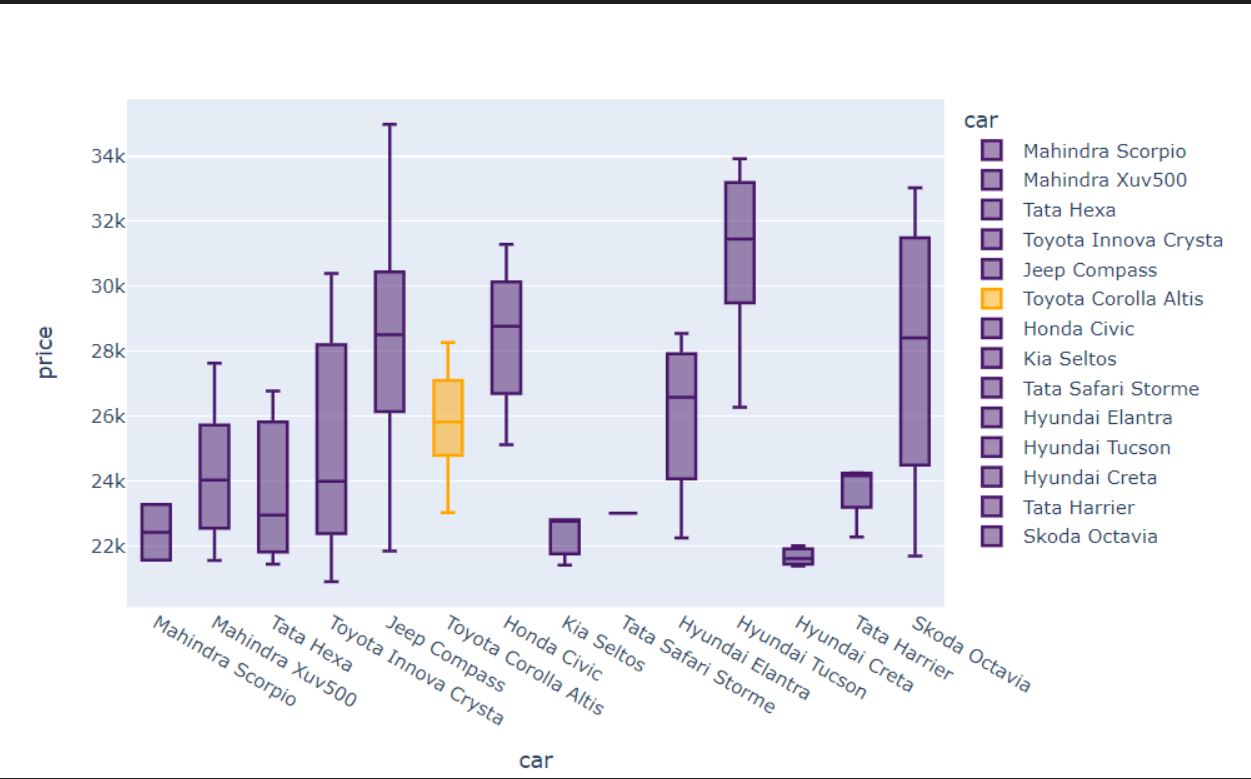 car
34k
32k
30k
28k
26k
24k
22k
price
Mahindra Scorpio
Mahindra Xuv500
Tata Hexa
Toyota Innova Crysta
Jeep Compass
Toyota Corolla Altis
Honda Civic
Kia Seltos
Tata Safari Storme
Hyundai Elantra
Hyundai Tucson
Hyundai Creta
Tata Harrier
Skoda Octavia
Mahindra Scorpio
Mahindra Xuv500
Tata Hexa
Toyota Innova Crysta
Jeep Compass
Toyota Corolla Altis
Honda Civic
Kia Seltos
Tata Safari Storme
Hyundai Elantra
Hyundai Tucson
Hyundai Creta
Tata Harrier
Skoda Octavia
car